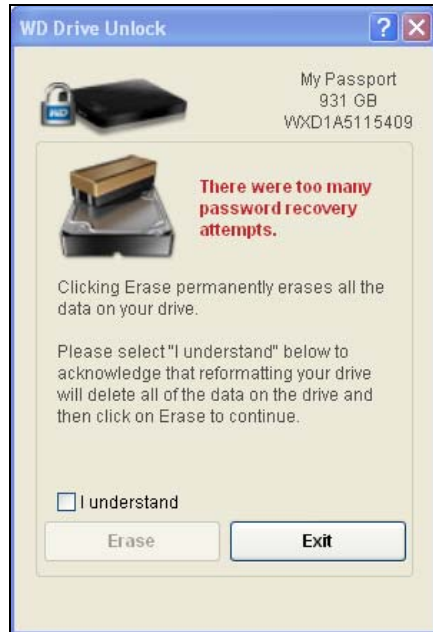 WD Drive Unlock
?
My Passport
931 GB
WXD1A5115409
WD
There were too many
password recovery
attempts.
Clicking Erase permanently erases all the
data on your drive.
Please select "I understand" below to
acknowledge that reformatting your drive
will delete all of the data on the drive and
then click on Erase to continue.
I understand
Erase
Exit